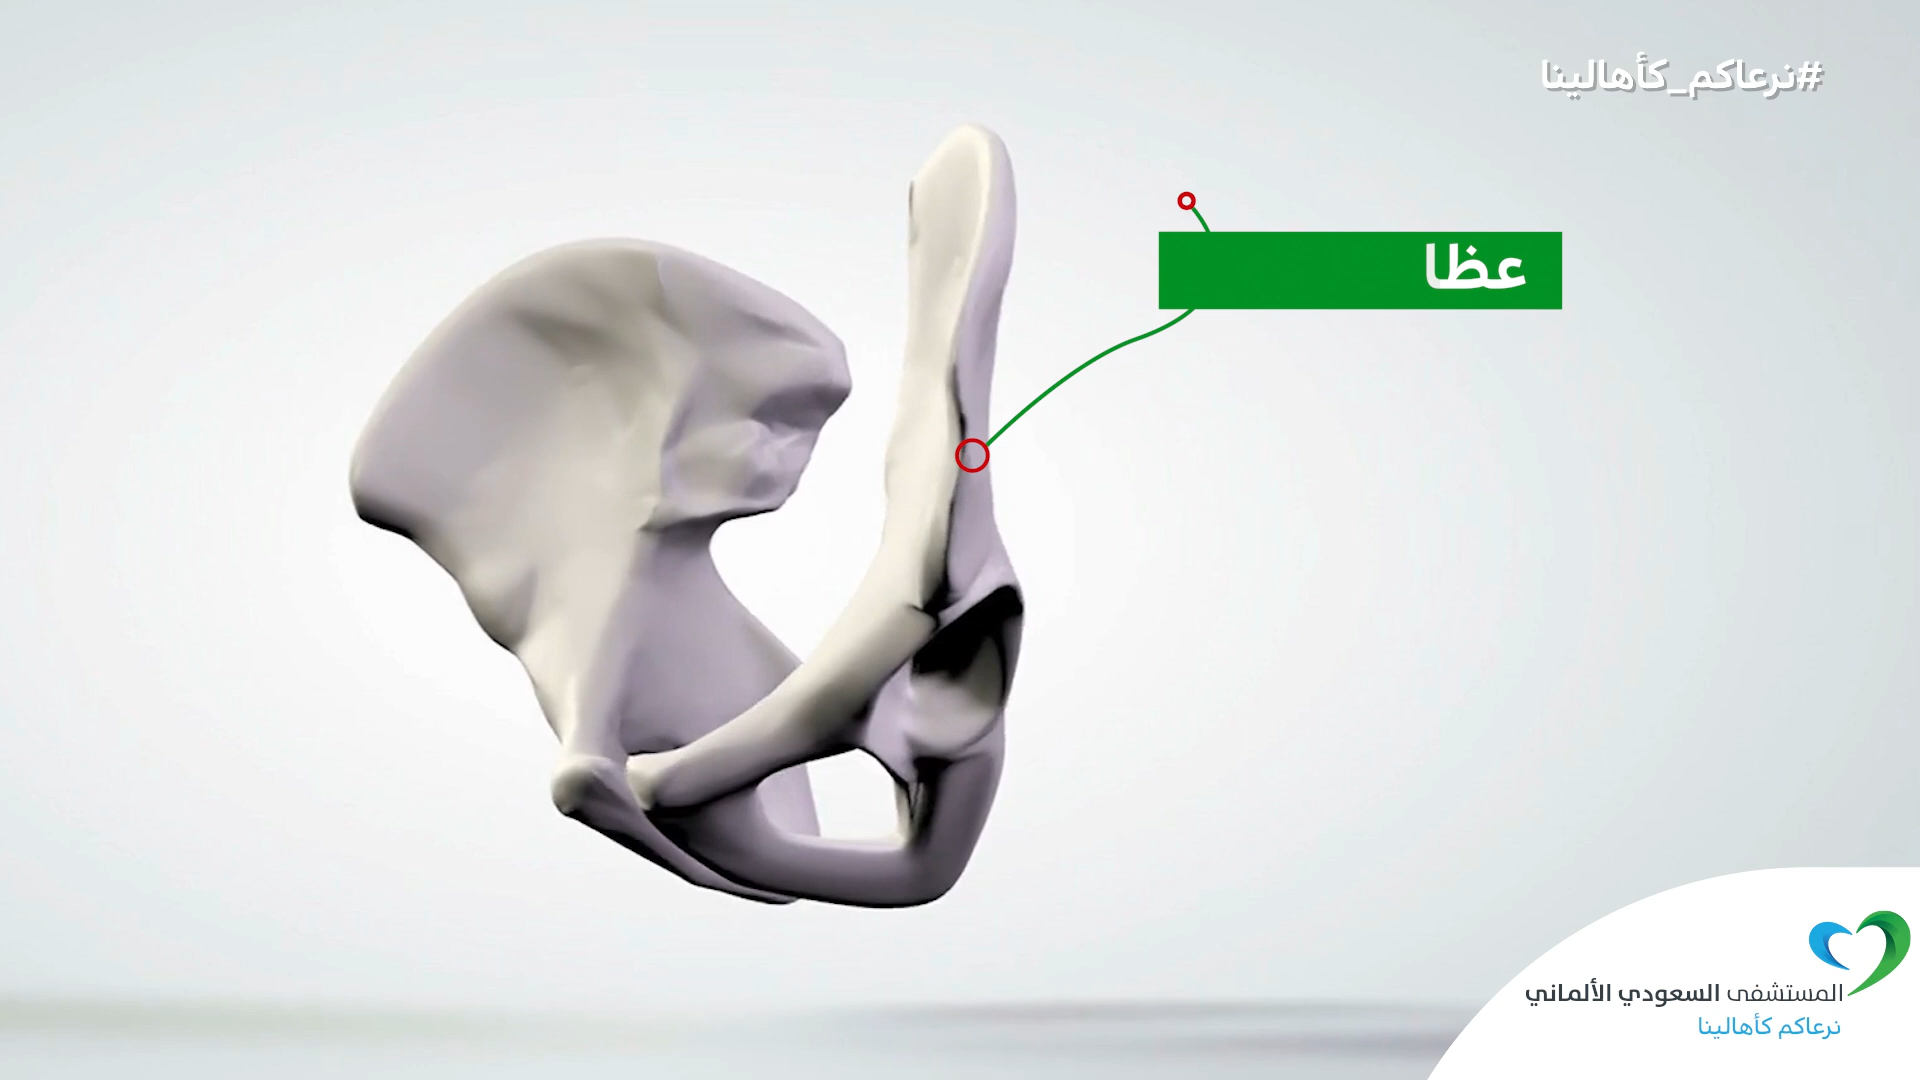 #نرعاكم_كأهالينا
عظا
المستشفى السعودي الألماني
نرعاكم كأهالينا